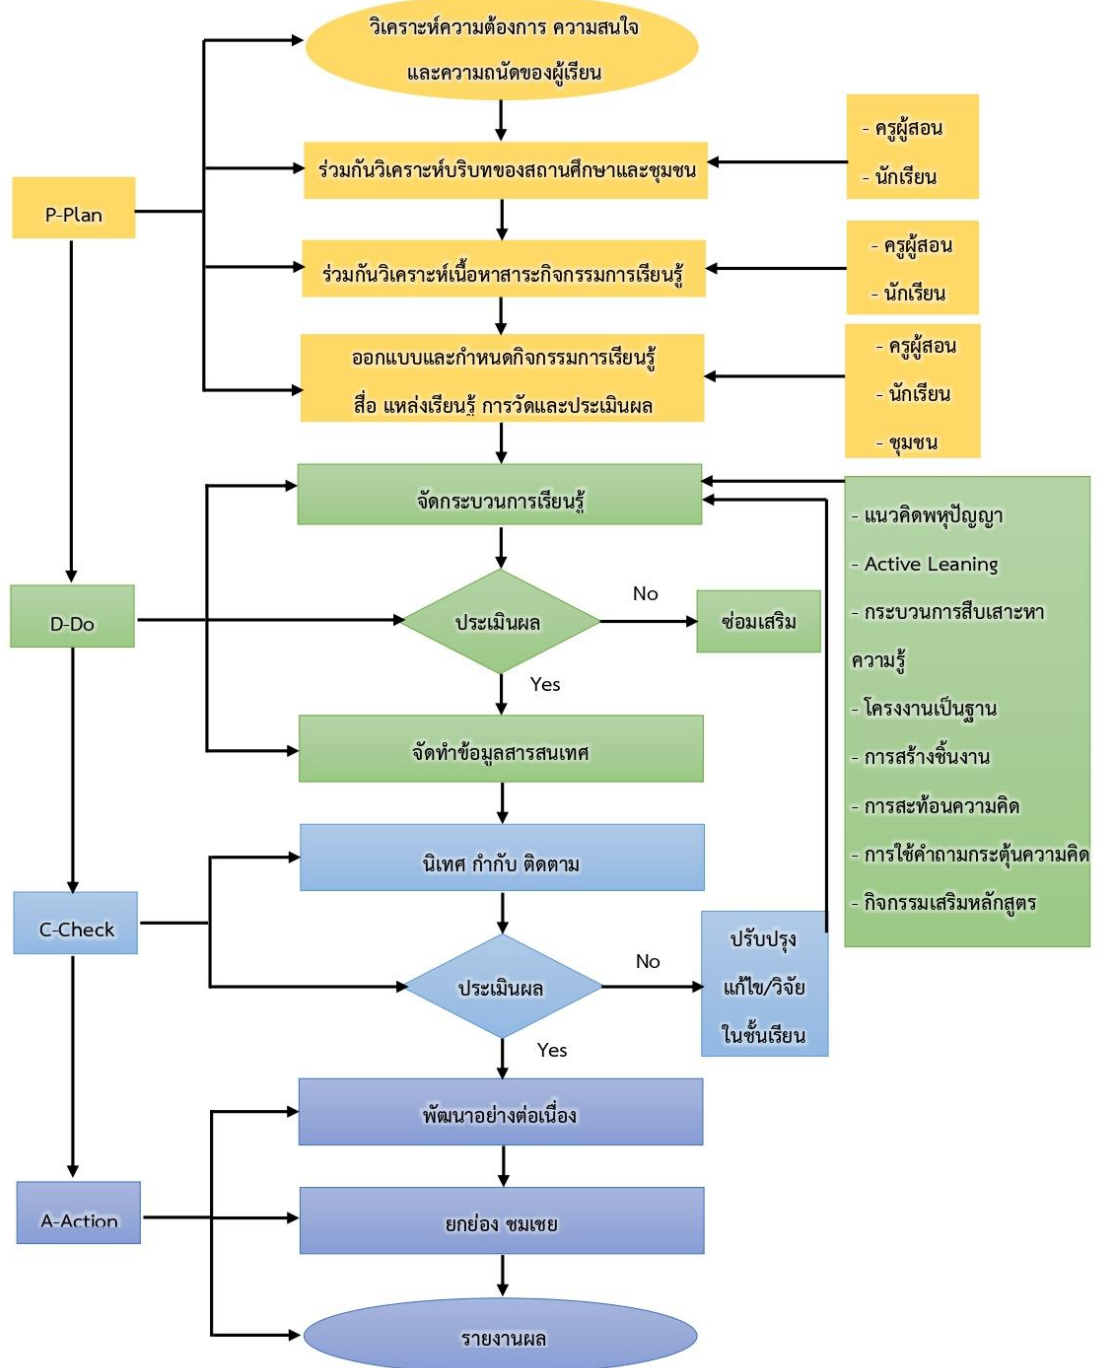 วิเคราะห์ความต้องการ ความสนใจ
และความถนัดของผู้เรียน
- ครูผู้สอน
- นักเรียน
ร่วมกันวิเคราะห์บริบทของสถานศึกษาและชุมชน
P-Plan
- ครูผู้สอน
- นักเรียน
ร่วมกันวิเคราะห์เนื้อหาสาระกิจกรรมการเรียนรู้
ออกแบบและกำหนดกิจกรรมการเรียนรู้
สื่อ แหล่งเรียนรู้ การวัดและประเมินผล
- ครูผู้สอน
- นักเรียน
- ชุมชน
จัดกระบวนการเรียนรู้
- แนวคิดพหุปัญญา
- Active Leaning
- กระบวนการสืบเสาะหา
ความรู้
- โครงงานเป็นฐาน
- การสร้างชิ้นงาน
- การสะท้อนความคิด
- การใช้คำถามกระตุ้นความคิด
- กิจกรรมเสริมหลักสูตร
D-Do
ประเมินผล
No
ซ่อมเสริม
Yes
จัดทำข้อมูลสารสนเทศ
นิเทศ กำกับ ติดตาม
C-Check
ประเมินผล
No
ปรับปรุง
แก้ไข/วิจัย
ในชั้นเรียน
Yes
พัฒนาอย่างต่อเนื่อง
A-Action
ยกย่อง ชมเชย
รายงานผล